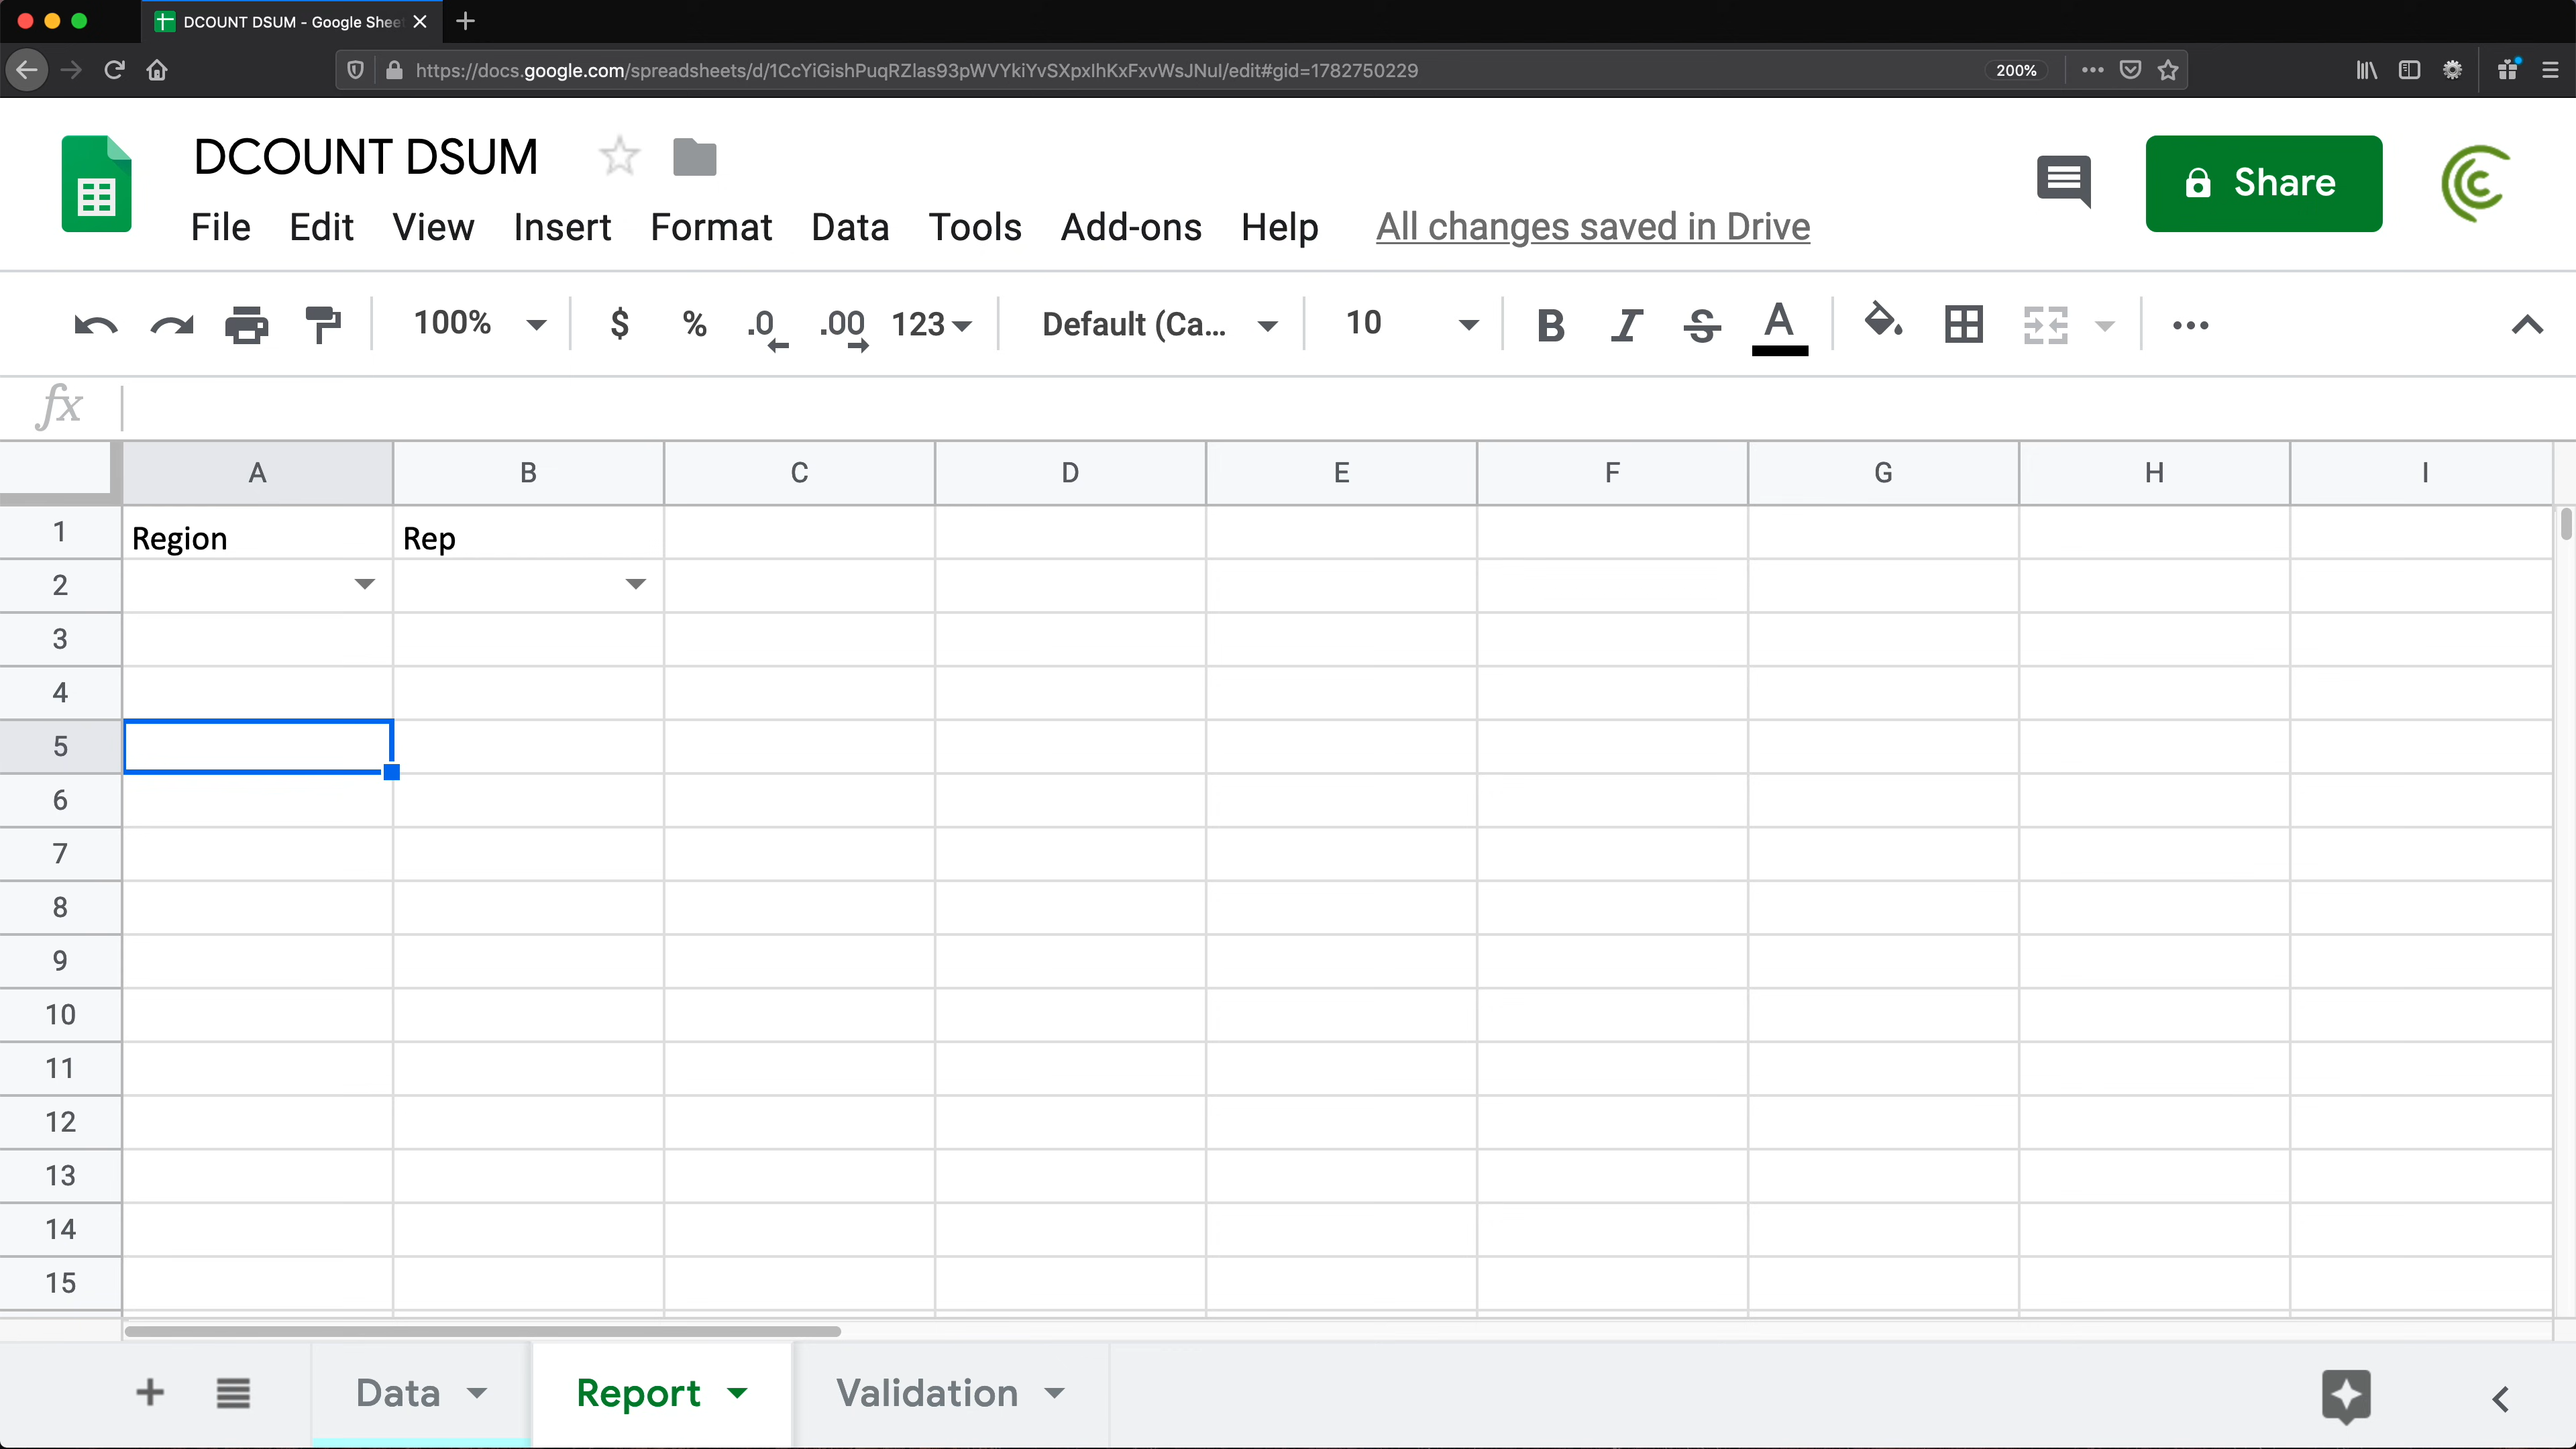 DCOUNT DSUM - Google Shee
https://docs.google.com/spreadsheets/d/1CcYiGishPuqRZlas93pWVYkiYvSXpxIhKxFxvWsJNuI/edit#gid=1782750229
200%
DCOUNT DSUM
File Edit View Insert Format Data Tools Add-ons Help All changes saved in Drive
Share
100% $ % .0 .00 123 Default (Ca... 10 B I S A
fx
A B C D E F G H I
1 Region Rep
2
3
4
5
6
7
8
9
10
11
12
13
14
15
Data Report Validation